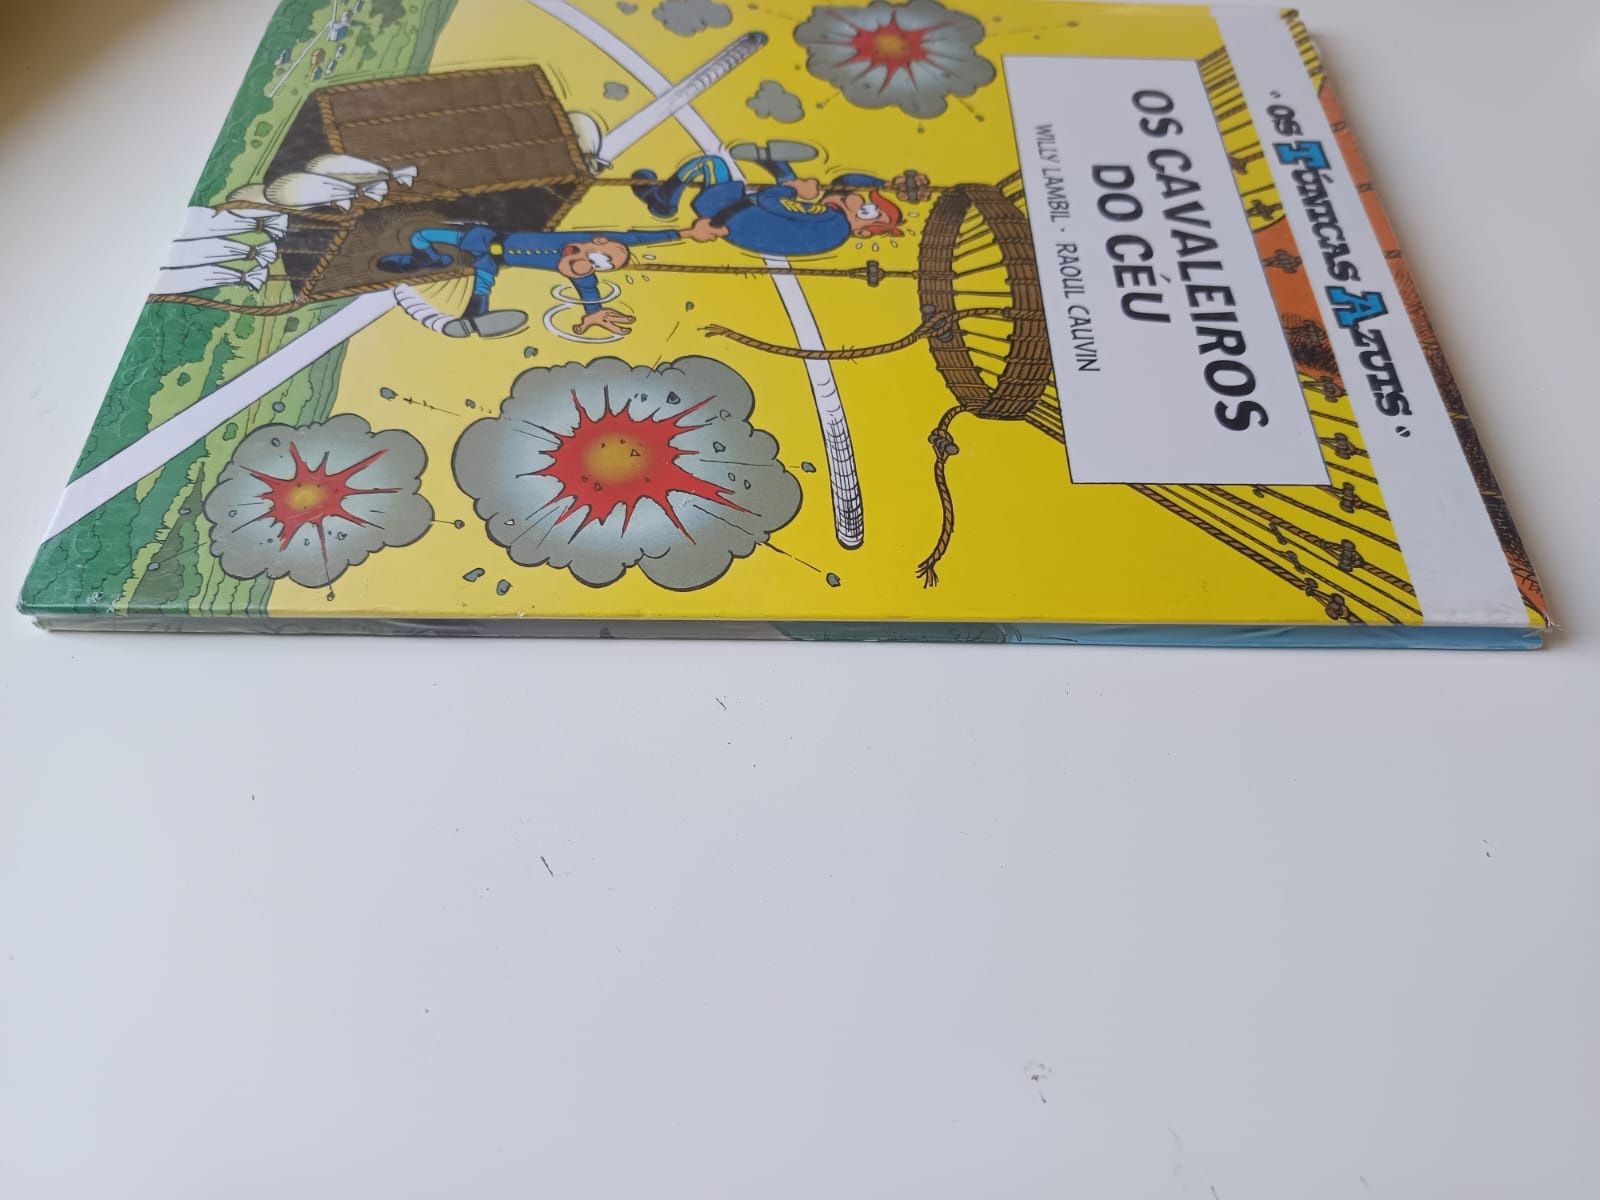 "OS TÚNICAS AZUIS"
OS CAVALEIROS
DO CÉU
WILLY LAMBIL · RAOUL CAUVIN